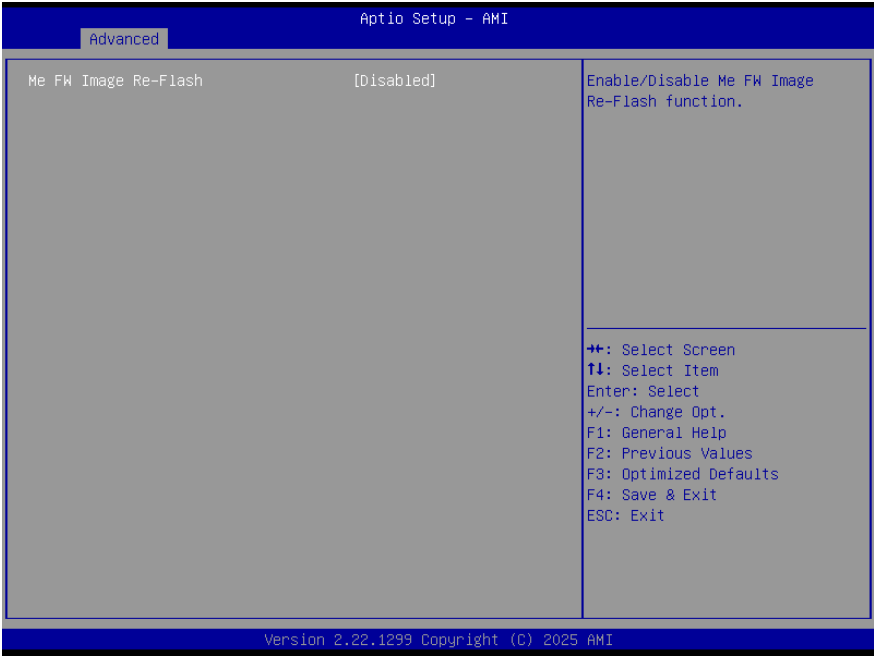 Aptio Setup – AMI
Advanced
Me FW Image Re-Flash [Disabled]
Enable/Disable Me FW Image
Re-Flash function.
→←: Select Screen
↑↓: Select Item
Enter: Select
+/-: Change Opt.
F1: General Help
F2: Previous Values
F3: Optimized Defaults
F4: Save & Exit
ESC: Exit
Version 2.22.1299 Copyright (C) 2025 AMI